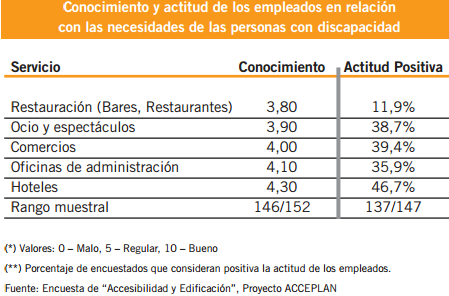 Conocimiento y actitud de los empleados en relación
con las necesidades de las personas con discapacidad
Servicio Conocimiento Actitud Positiva
Restauración (Bares, Restaurantes) 3,80 11,9%
Ocio y espectáculos 3,90 38,7%
Comercios 4,00 39,4%
Oficinas de administración 4,10 35,9%
Hoteles 4,30 46,7%
Rango muestral 146/152 137/147
(*) Valores: 0 – Malo, 5 – Regular, 10 – Bueno
(**) Porcentaje de encuestados que consideran positiva la actitud de los empleados.
Fuente: Encuesta de “Accesibilidad y Edificación”, Proyecto ACCEPLAN